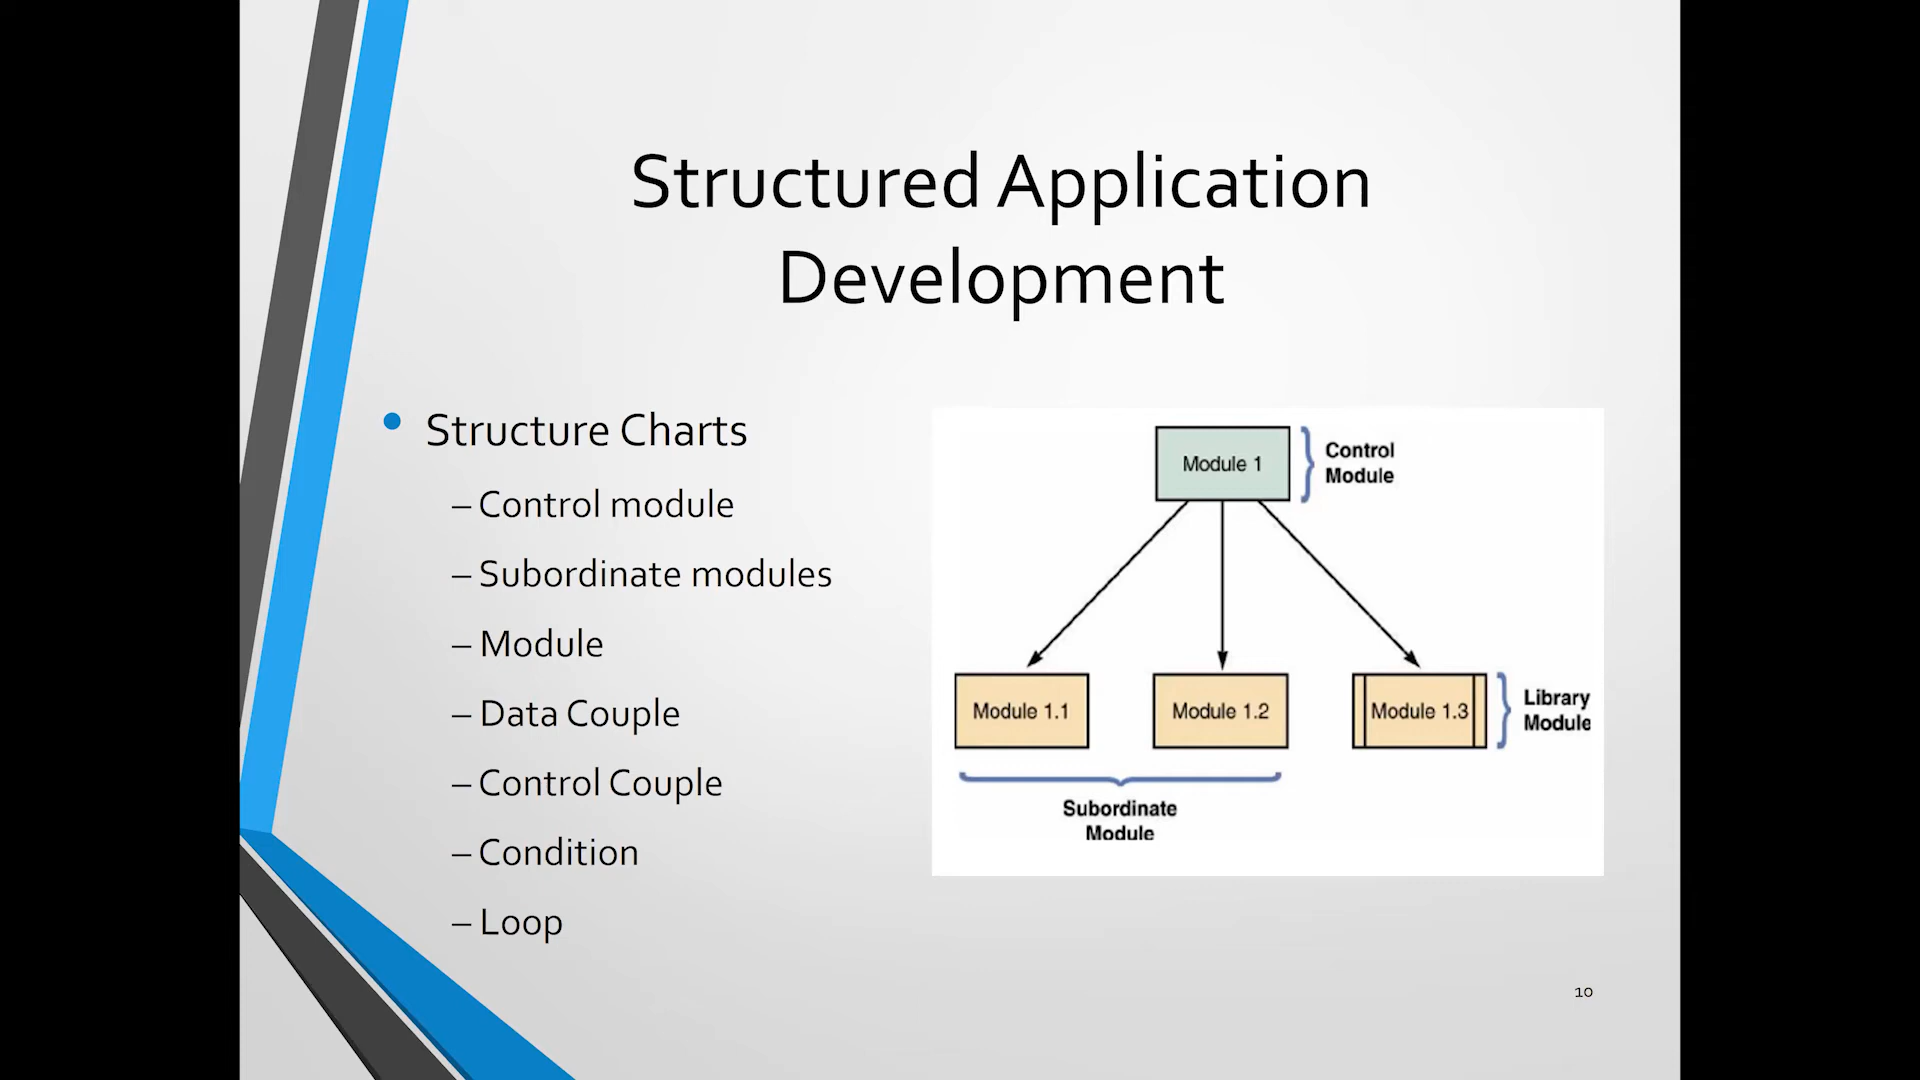 Structured Application
Development
• Structure Charts
– Control module
– Subordinate modules
– Module
– Data Couple
– Control Couple
– Condition
– Loop
Module 1
Control
Module
Module 1.1
Module 1.2
Module 1.3
Library
Module
Subordinate
Module
10